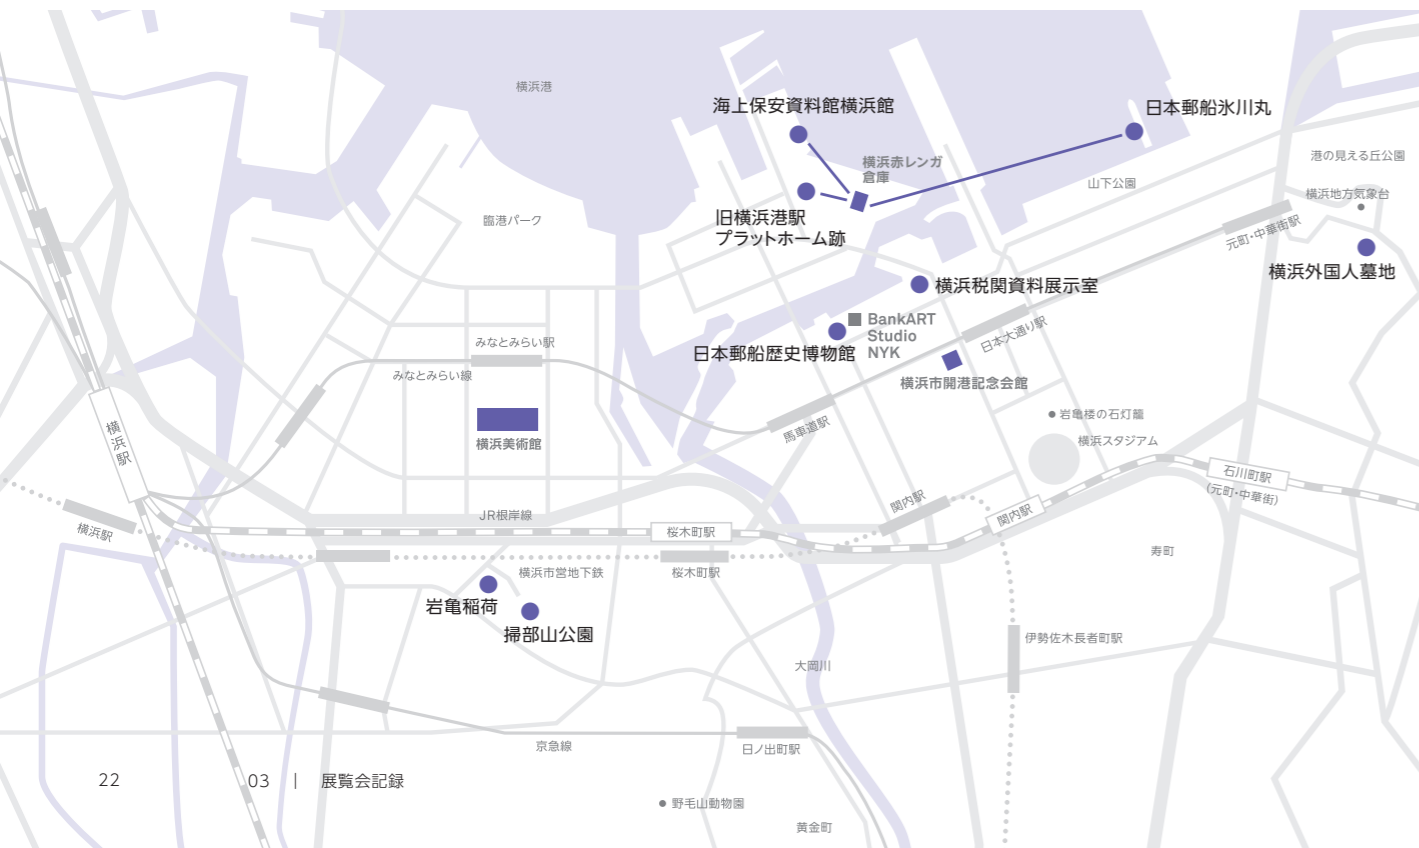 横浜港
海上保安資料館横浜館
日本郵船氷川丸
横浜赤レンガ
倉庫
港の見える丘公園
山下公園
横浜地方気象台
臨港パーク
旧横浜港駅
プラットホーム跡
元町・中華街駅
横浜外国人墓地
横浜税関資料展示室
BankART
Studio
NYK
日本大通り駅
みなとみらい駅
日本郵船歴史博物館
みなとみらい線
横浜市開港記念会館
岩亀楼の石灯籠
馬車道駅
横浜スタジアム
横浜駅
横浜美術館
石川町駅
(元町・中華街)
関内駅
関内駅
JR根岸線
桜木町駅
横浜駅
寿町
横浜市営地下鉄
桜木町駅
岩亀稲荷
掃部山公園
伊勢佐木長者町駅
大岡川
京急線
日ノ出町駅
22
03 | 展覧会記録
野毛山動物園
黄金町